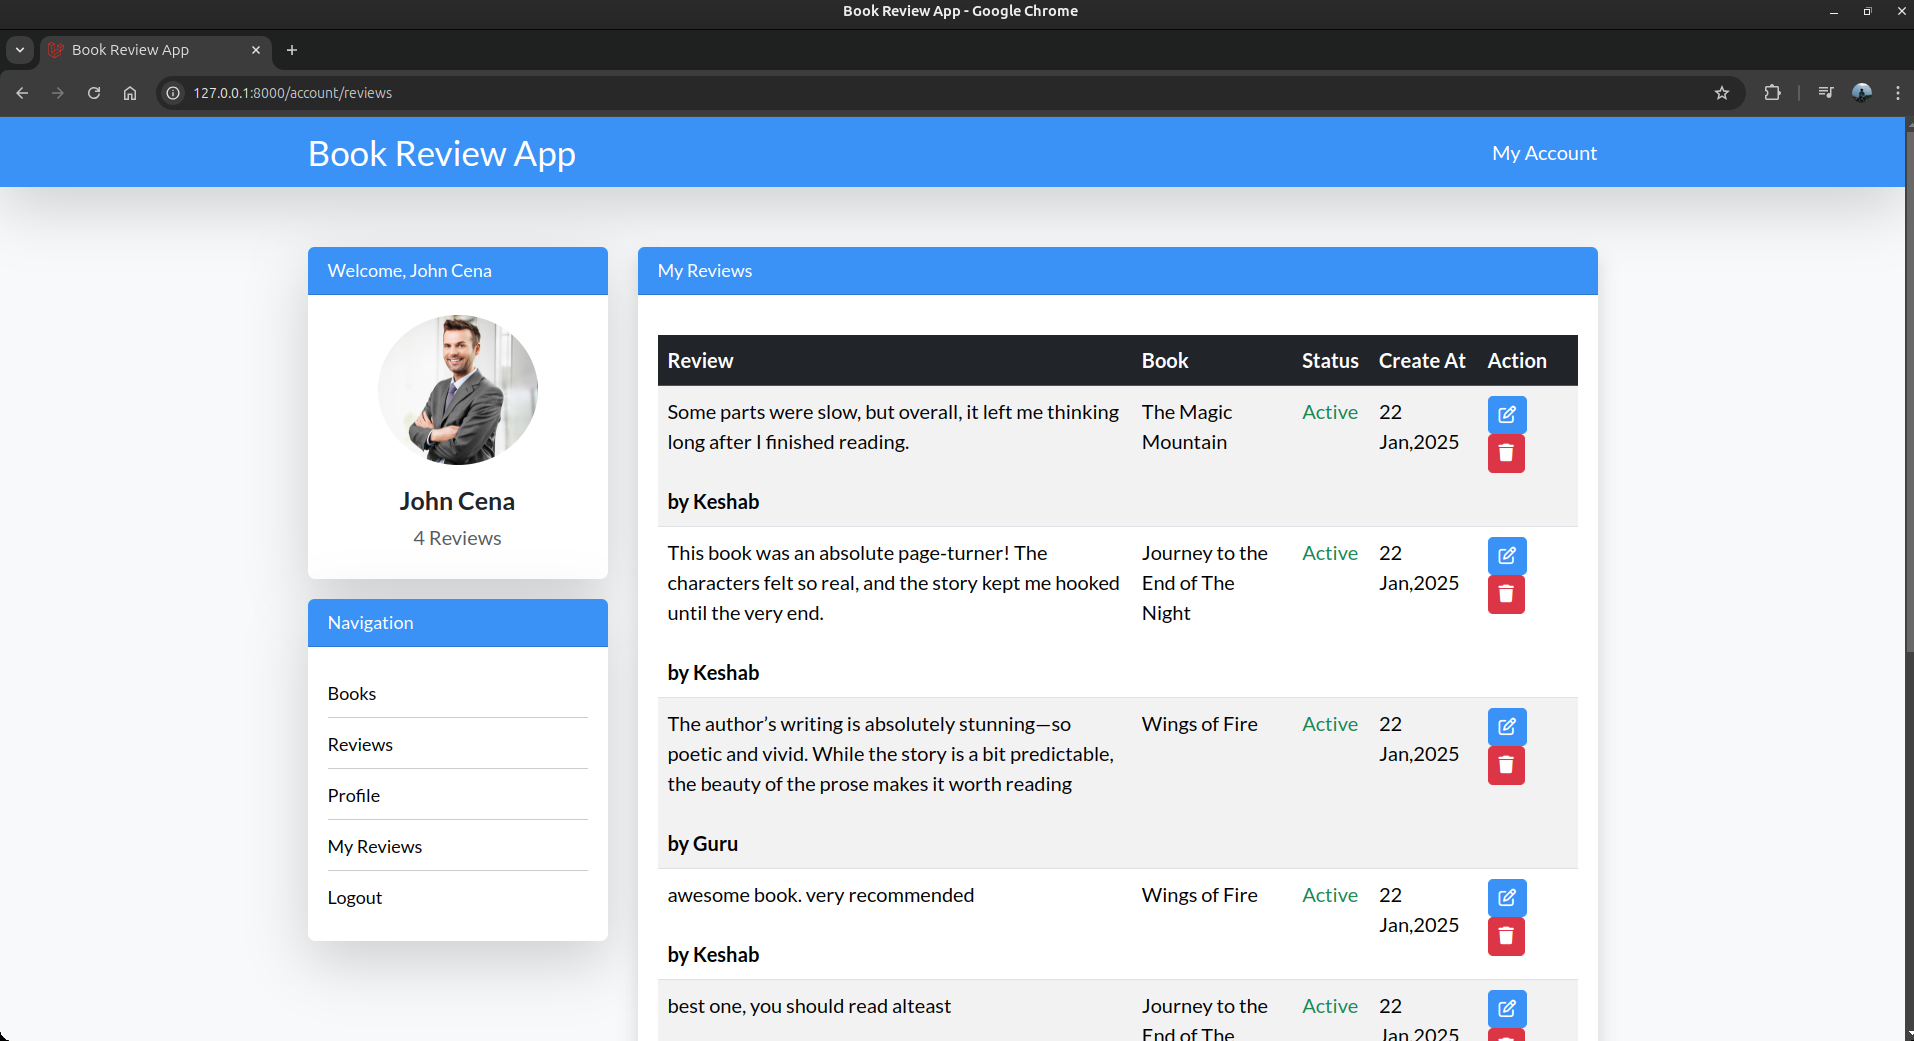 Book Review App - Google Chrome
Book Review App
127.0.0.1:8000/account/reviews
Book Review App
My Account
Welcome, John Cena
John Cena
4 Reviews
Navigation
Books
Reviews
Profile
My Reviews
Logout
My Reviews
Review Book Status Create At Action
Some parts were slow, but overall, it left me thinking The Magic Active 22
long after I finished reading. Mountain Jan,2025
by Keshab
This book was an absolute page-turner! The Journey to the Active 22
characters felt so real, and the story kept me hooked End of The Jan,2025
until the very end. Night
by Keshab
The author’s writing is absolutely stunning—so Wings of Fire Active 22
poetic and vivid. While the story is a bit predictable, Jan,2025
the beauty of the prose makes it worth reading
by Guru
awesome book. very recommended Wings of Fire Active 22
Jan,2025
by Keshab
best one, you should read alteast Journey to the Active 22
End of The Jan,2025